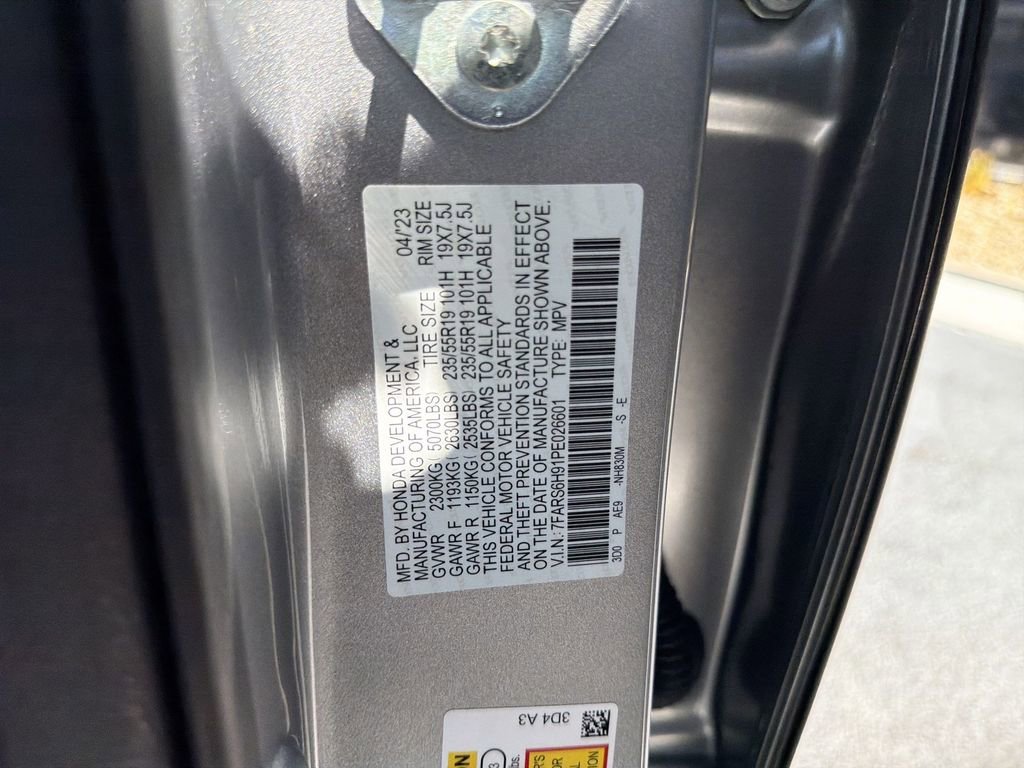 MFD. BY HONDA DEVELOPMENT &
MANUFACTURING OF AMERICA, LLC 04/23
GVWR 2300KG( 5070LBS) TIRE SIZE RIM SIZE
GAWR F 1193KG( 2630LBS) 235/55R19 101H 19X7.5J
GAWR R 1150KG( 2535LBS) 235/55R19 101H 19X7.5J
THIS VEHICLE CONFORMS TO ALL APPLICABLE
FEDERAL MOTOR VEHICLE SAFETY
AND THEFT PREVENTION STANDARDS IN EFFECT
ON THE DATE OF MANUFACTURE SHOWN ABOVE.
V.I.N.: 7FARS6H91PE026601 TYPE: MPV
3D0 P AE9 -NH830M -S -E
3D4 A3